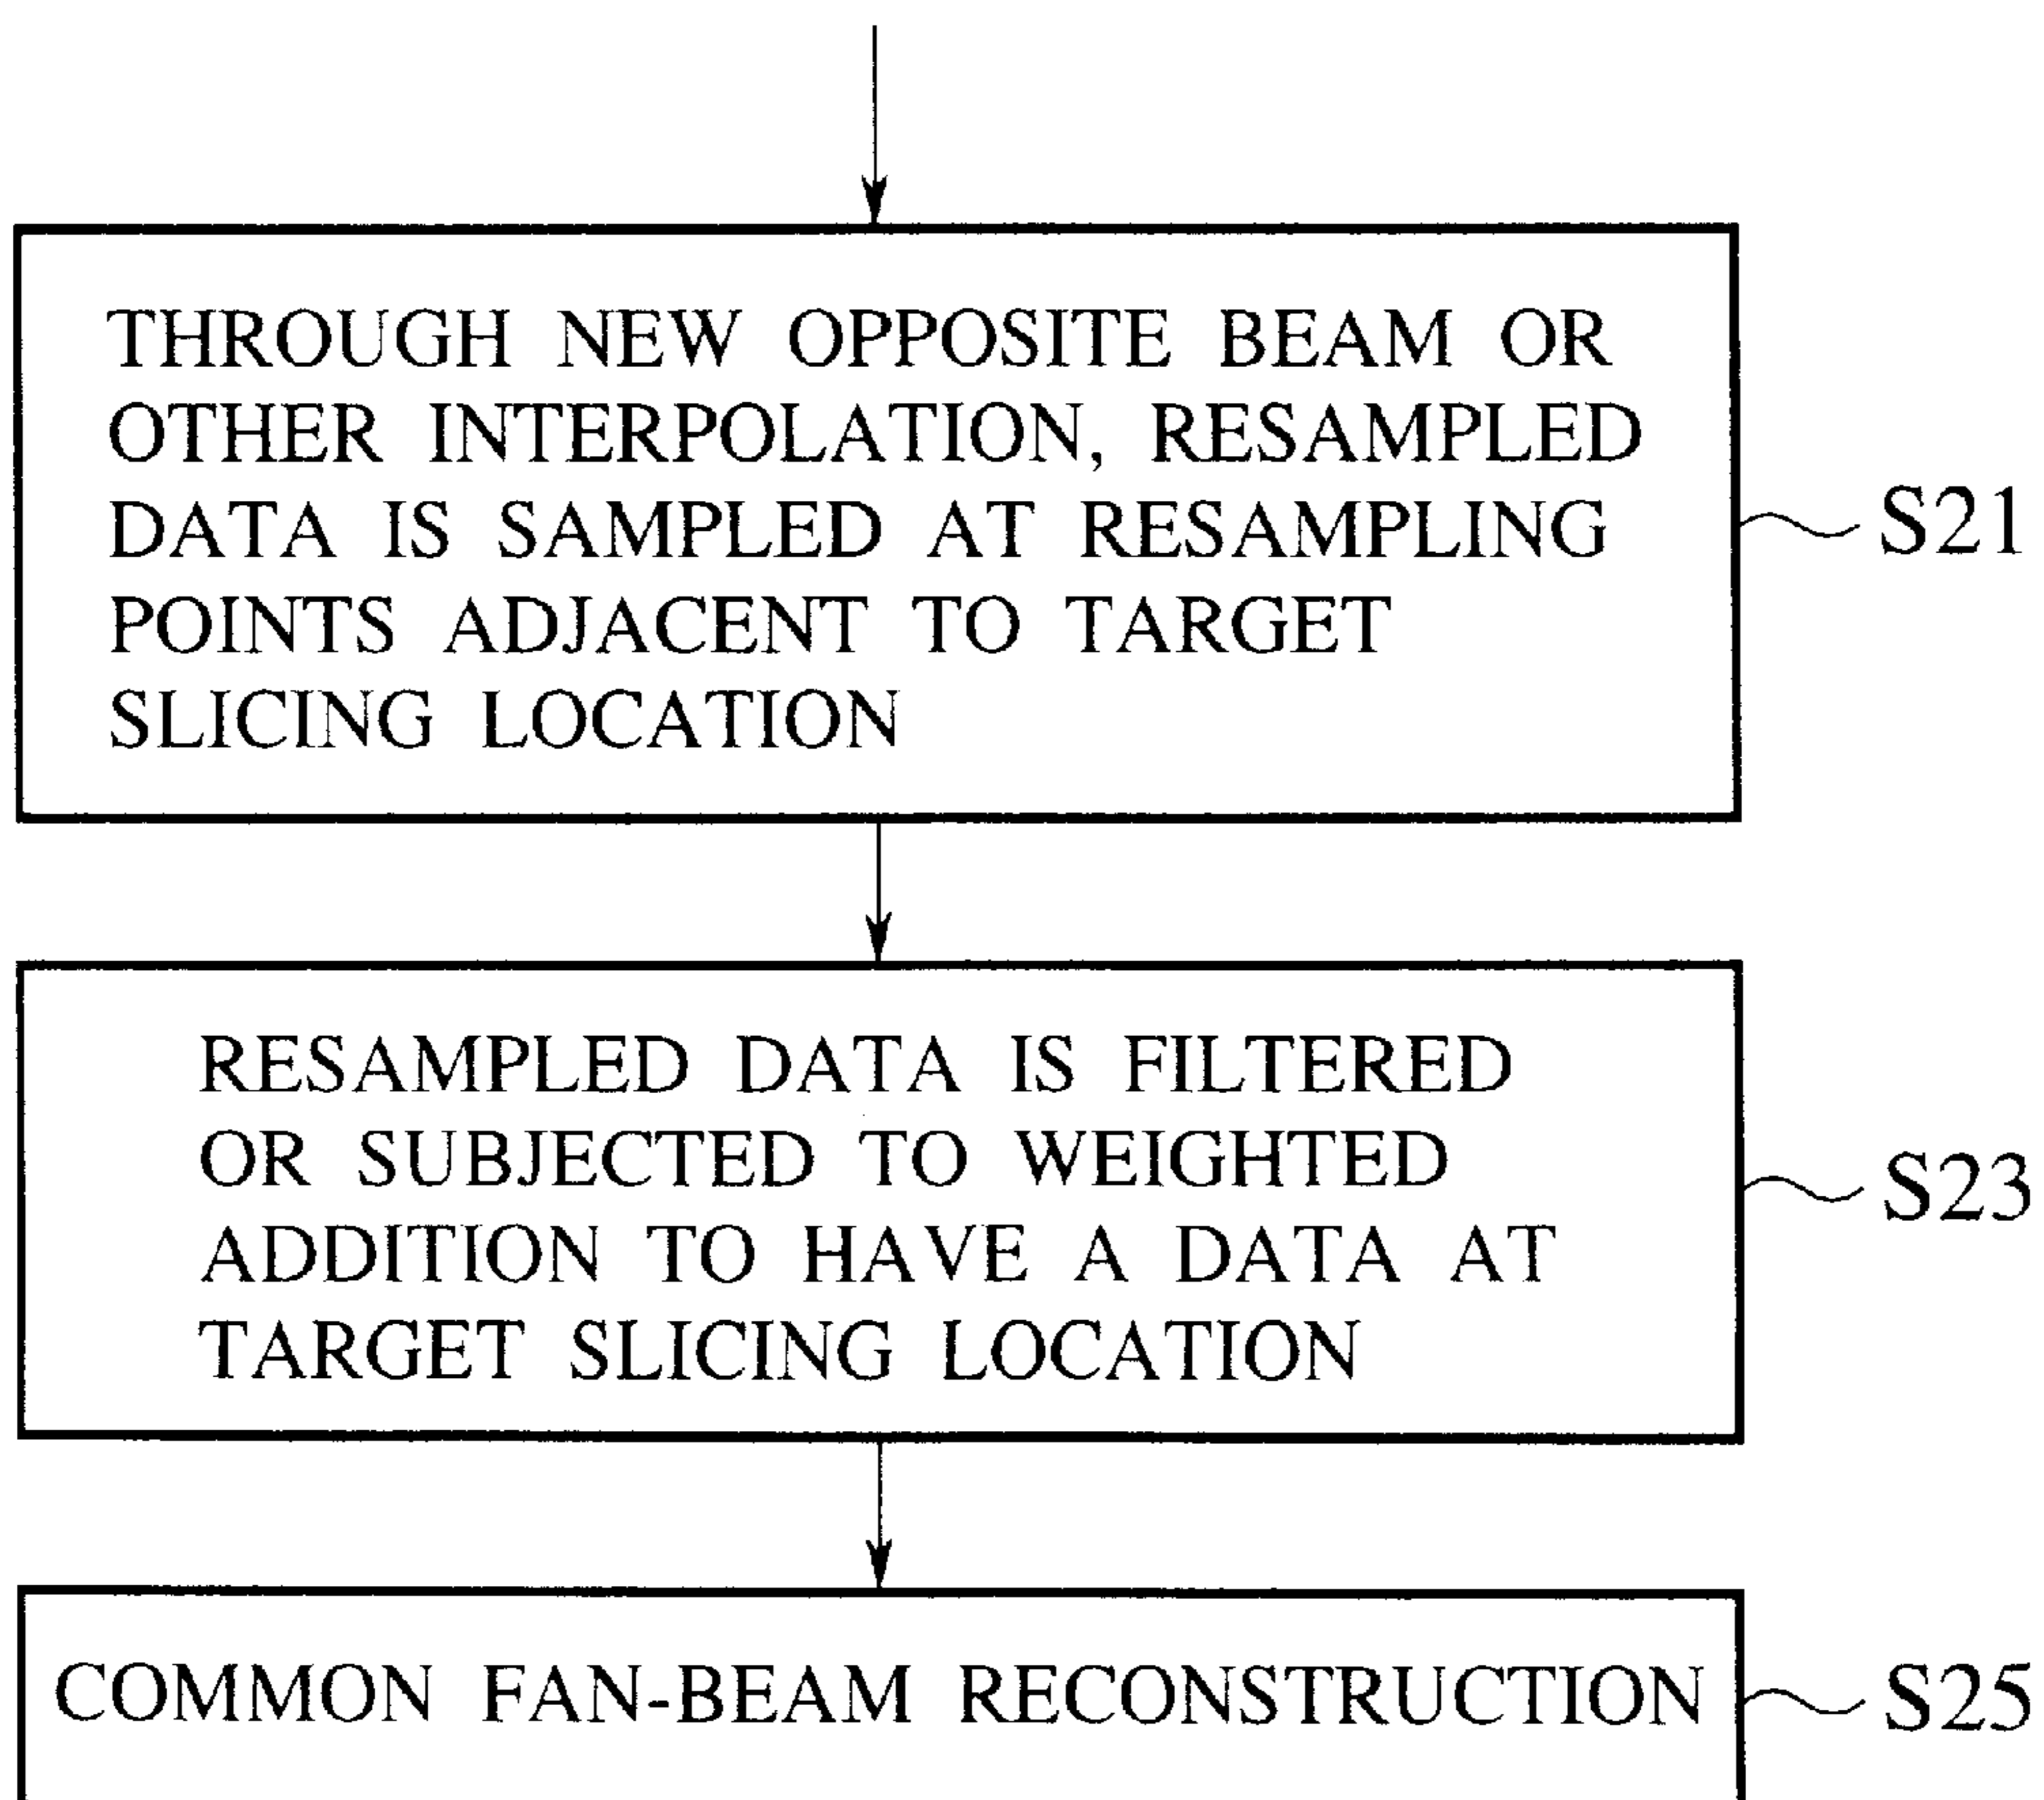 THROUGH NEW OPPOSITE BEAM OR
OTHER INTERPOLATION, RESAMPLED
DATA IS SAMPLED AT RESAMPLING
POINTS ADJACENT TO TARGET
SLICING LOCATION
S21
RESAMPLED DATA IS FILTERED
OR SUBJECTED TO WEIGHTED
ADDITION TO HAVE A DATA AT
TARGET SLICING LOCATION
S23
COMMON FAN-BEAM RECONSTRUCTION
S25